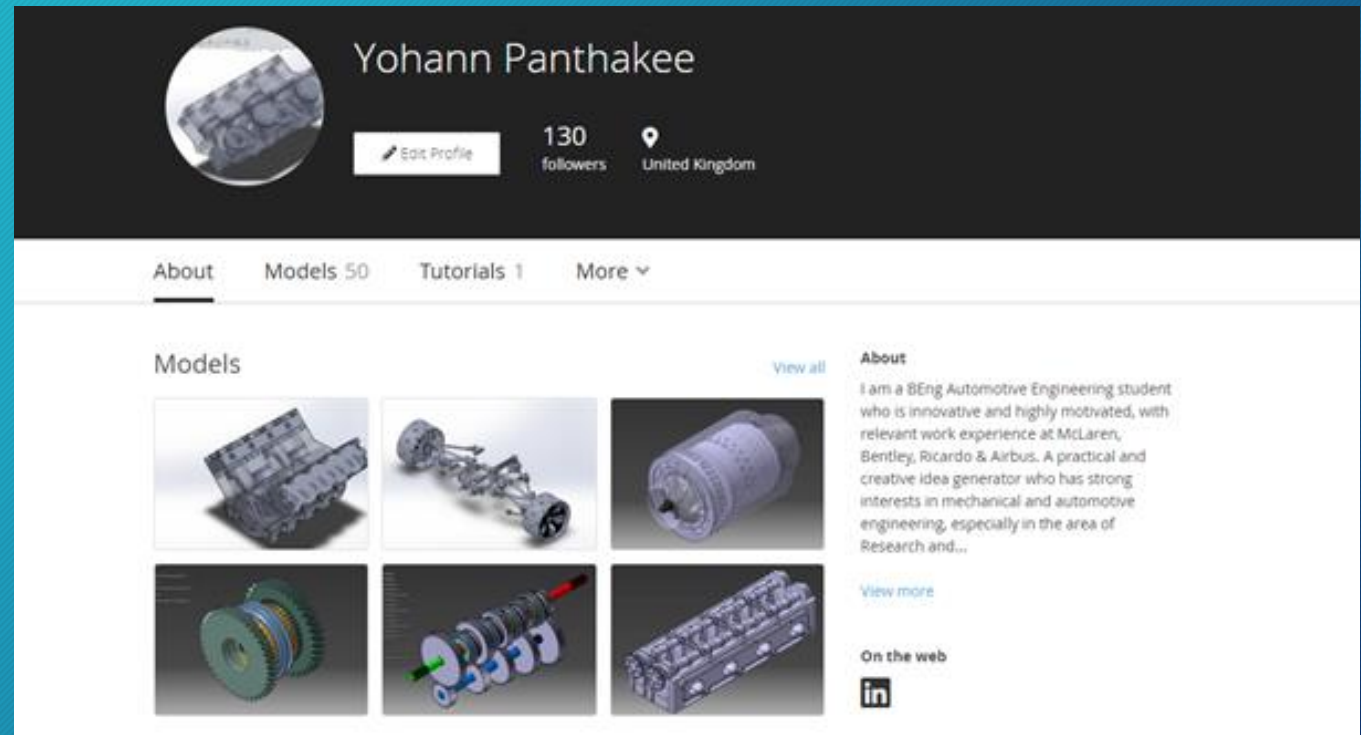 Yohann Panthakee
Edit Profile
130
followers
United Kingdom
About
Models 50
Tutorials 1
More
Models
View all
About
I am a BEng Automotive Engineering student
who is innovative and highly motivated, with
relevant work experience at McLaren,
Bentley, Ricardo & Airbus. A practical and
creative idea generator who has strong
interests in mechanical and automotive
engineering, especially in the area of
Research and...
View more
On the web
in